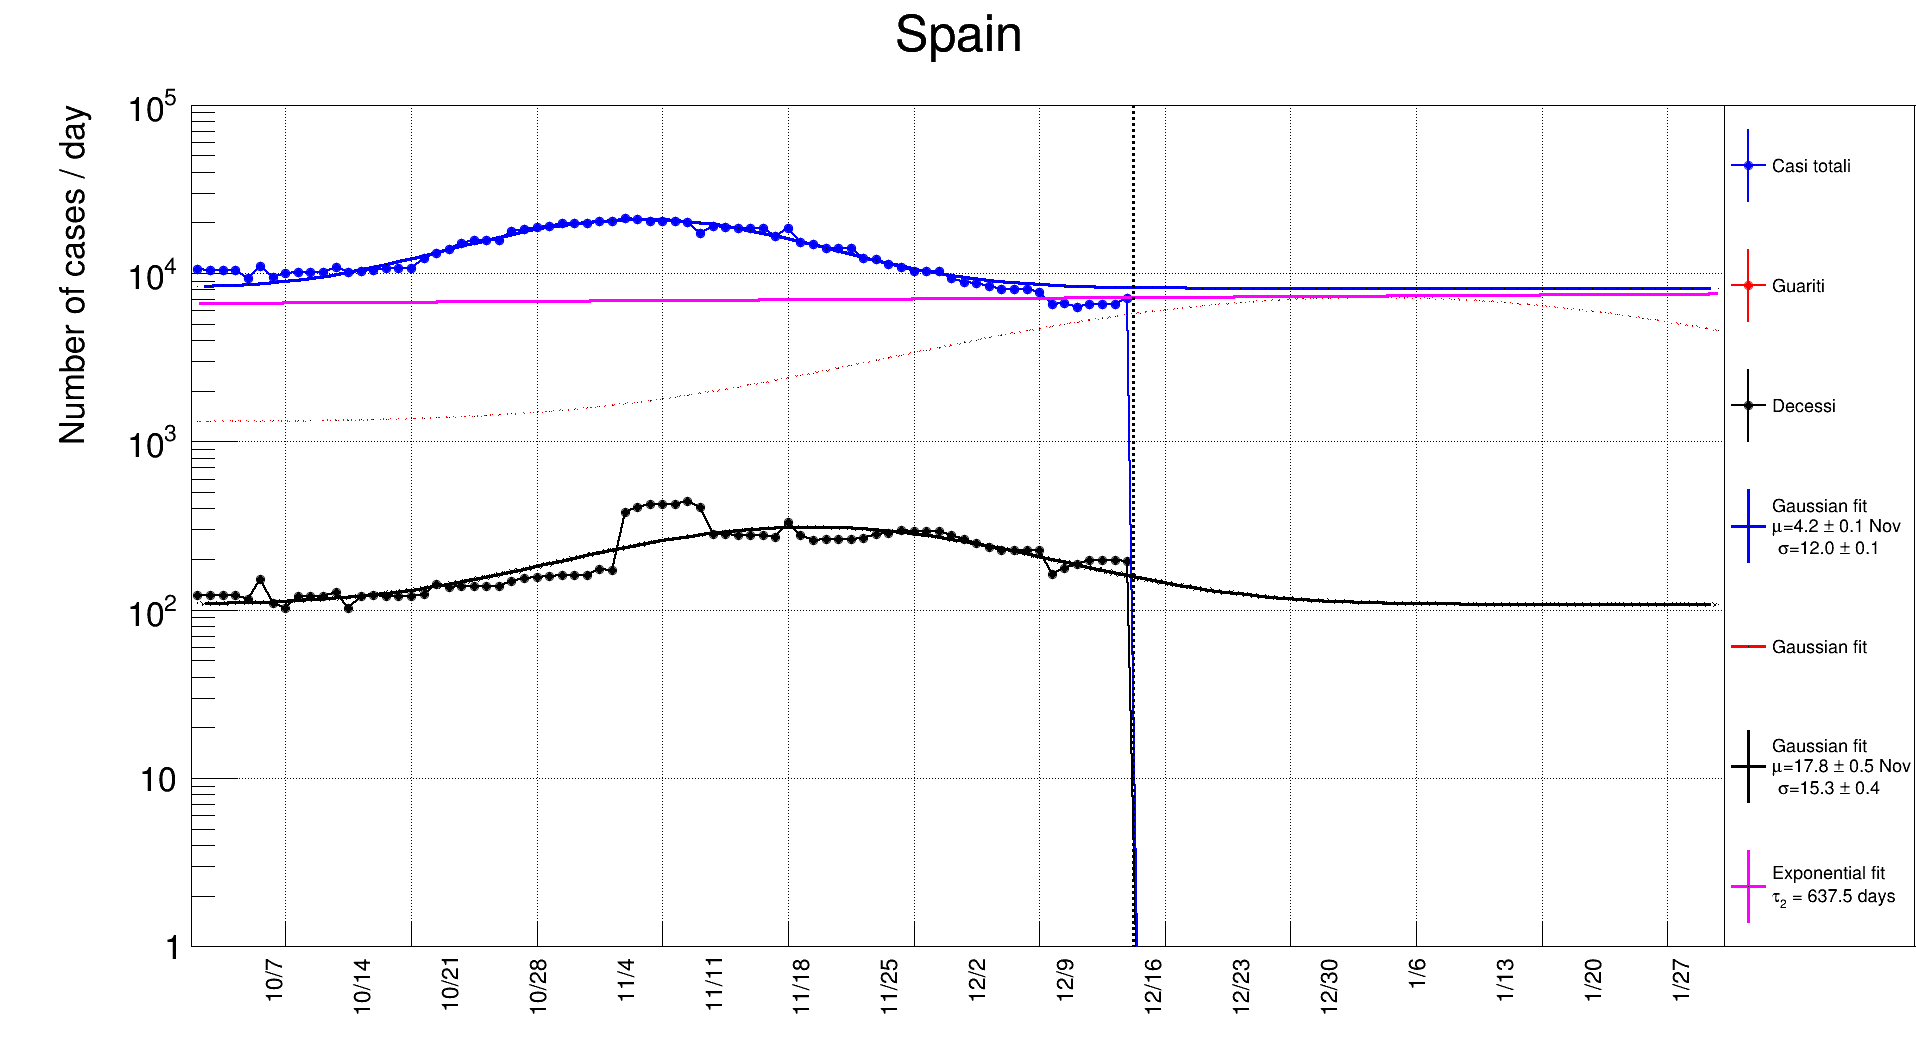 Spain
Number of cases / day
10^5
10^4
10^3
10^2
10
1
10/7
10/14
10/21
10/28
11/4
11/11
11/18
11/25
12/2
12/9
12/16
12/23
12/30
1/6
1/13
1/20
1/27
Casi totali
Guariti
Decessi
Gaussian fit
μ=4.2 ± 0.1 Nov
σ=12.0 ± 0.1
Gaussian fit
Gaussian fit
μ=17.8 ± 0.5 Nov
σ=15.3 ± 0.4
Exponential fit
τ₂ = 637.5 days